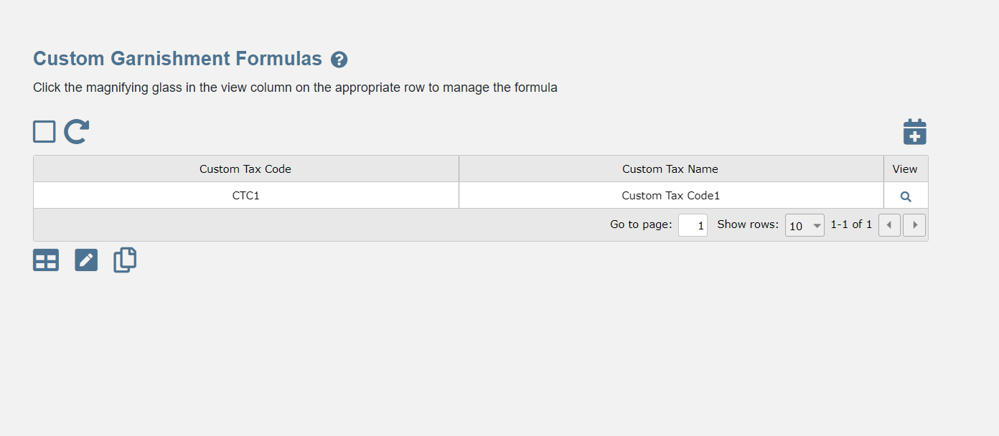 Custom Garnishment Formulas ?
Click the magnifying glass in the view column on the appropriate row to manage the formula
Custom Tax Code Custom Tax Name View
CTC1 Custom Tax Code1
Go to page: 1 Show rows: 10 1-1 of 1